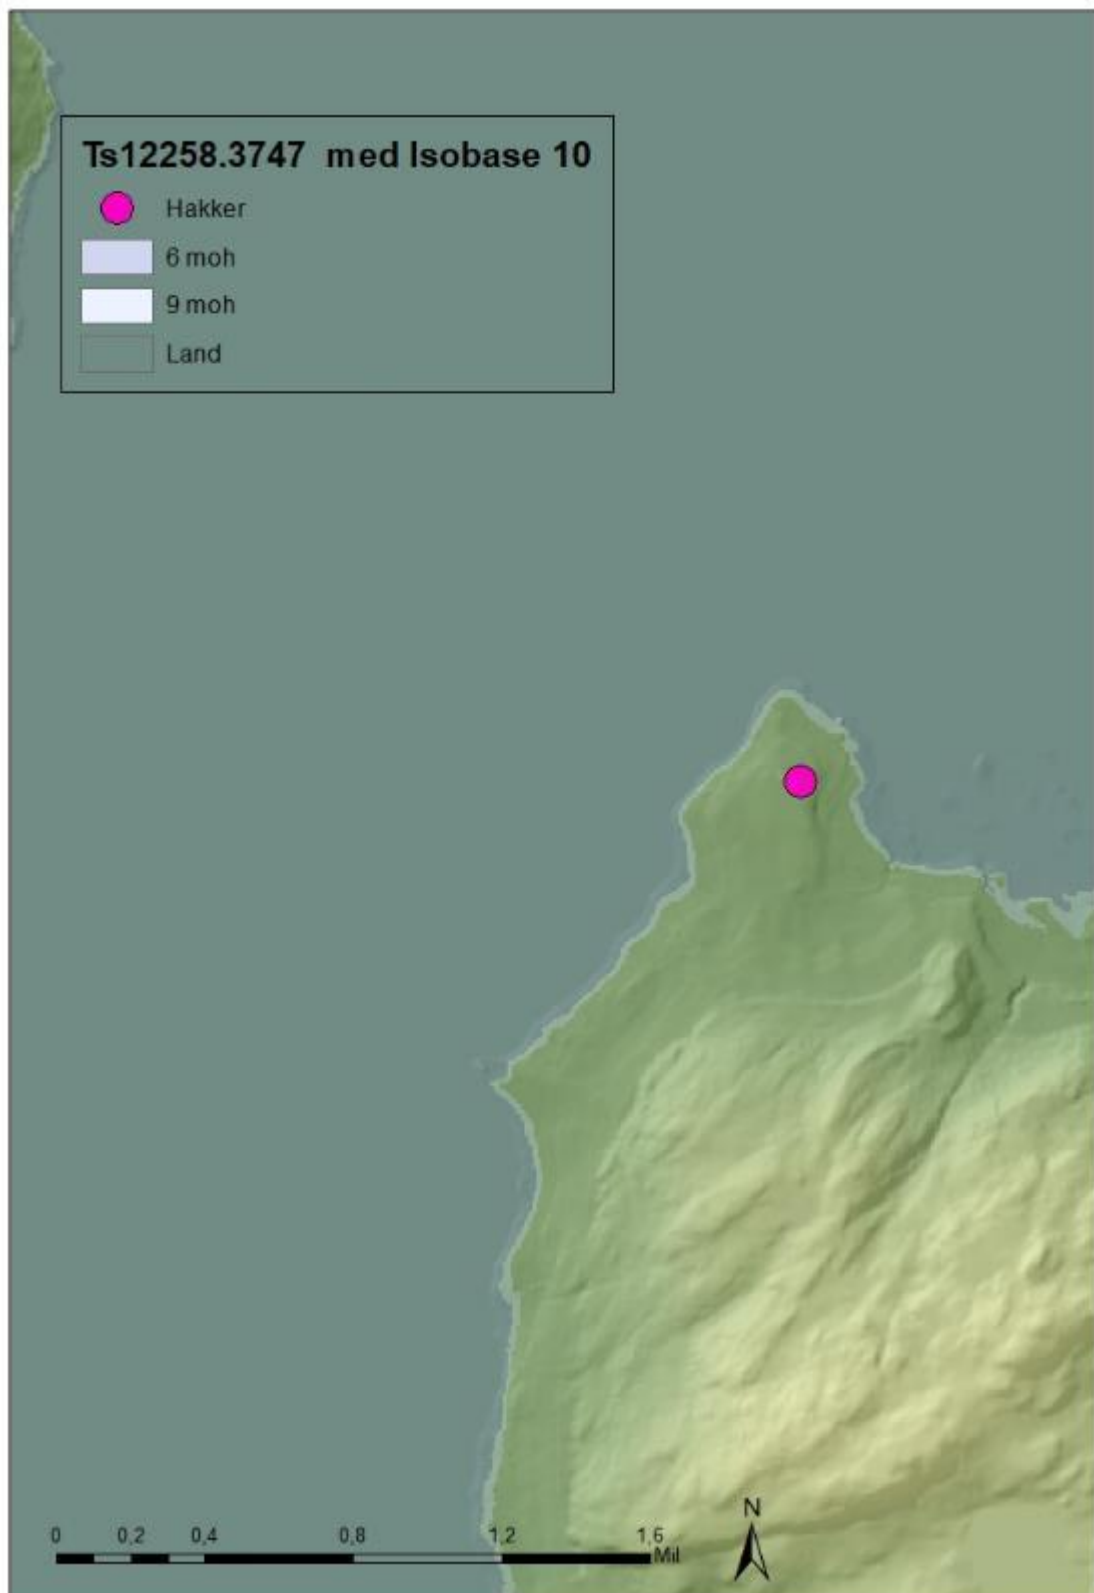 Ts12258.3747 med Isobase 10
Hakker
6 moh
9 moh
Land
N
0 0,2 0,4 0,8 1,2 1,6
Mil